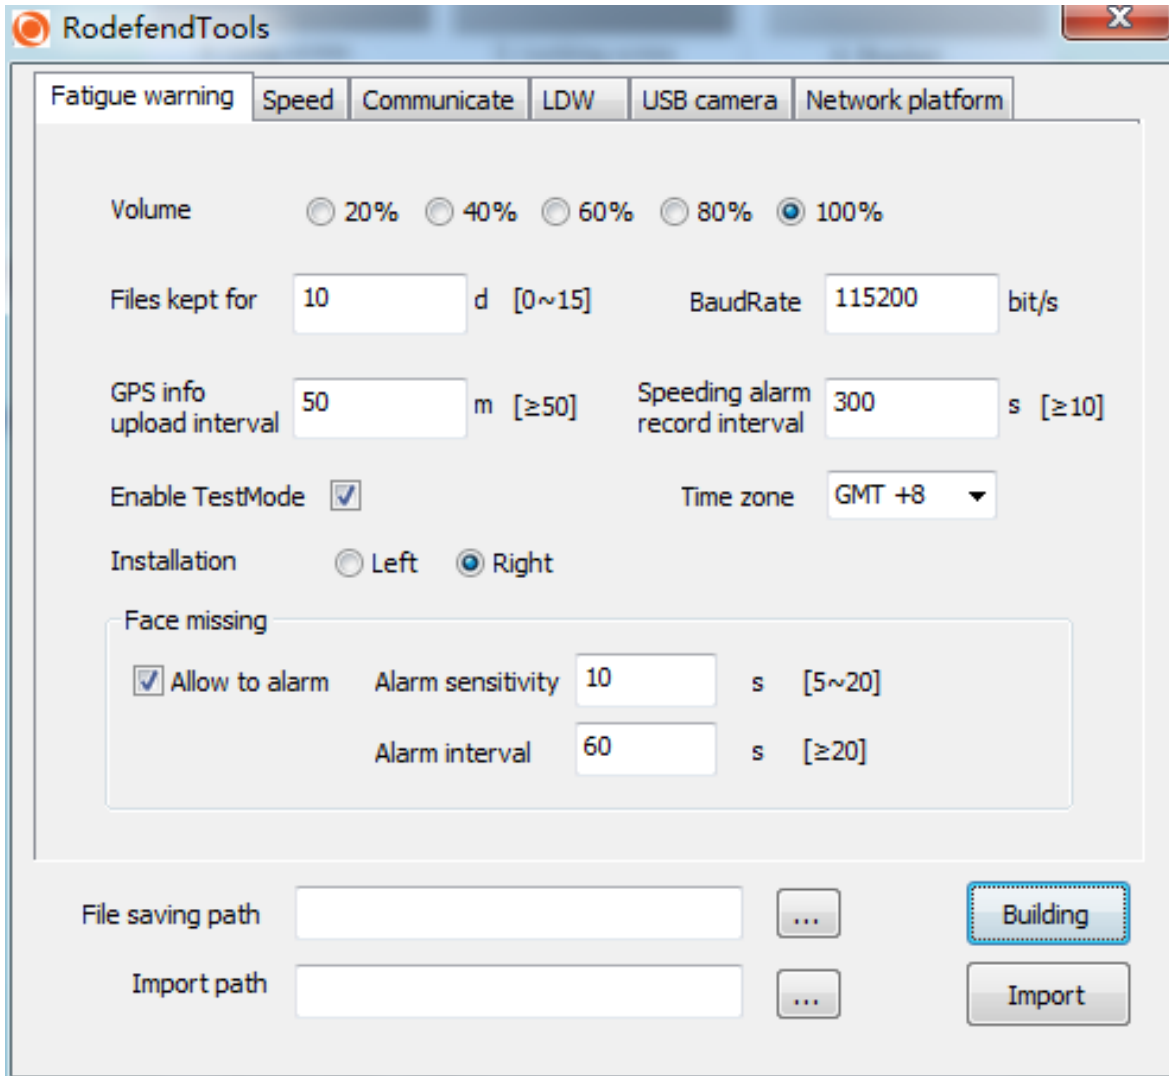 RodefendTools
X
Fatigue warning Speed Communicate LDW USB camera Network platform
Volume 20% 40% 60% 80% 100%
Files kept for 10 d [0~15] BaudRate 115200 bit/s
GPS info
upload interval 50 m [≥50] Speeding alarm
record interval 300 s [≥10]
Enable TestMode Time zone GMT +8
Installation Left Right
Face missing
Allow to alarm Alarm sensitivity 10 s [5~20]
Alarm interval 60 s [≥20]
File saving path ... Building
Import path ... Import